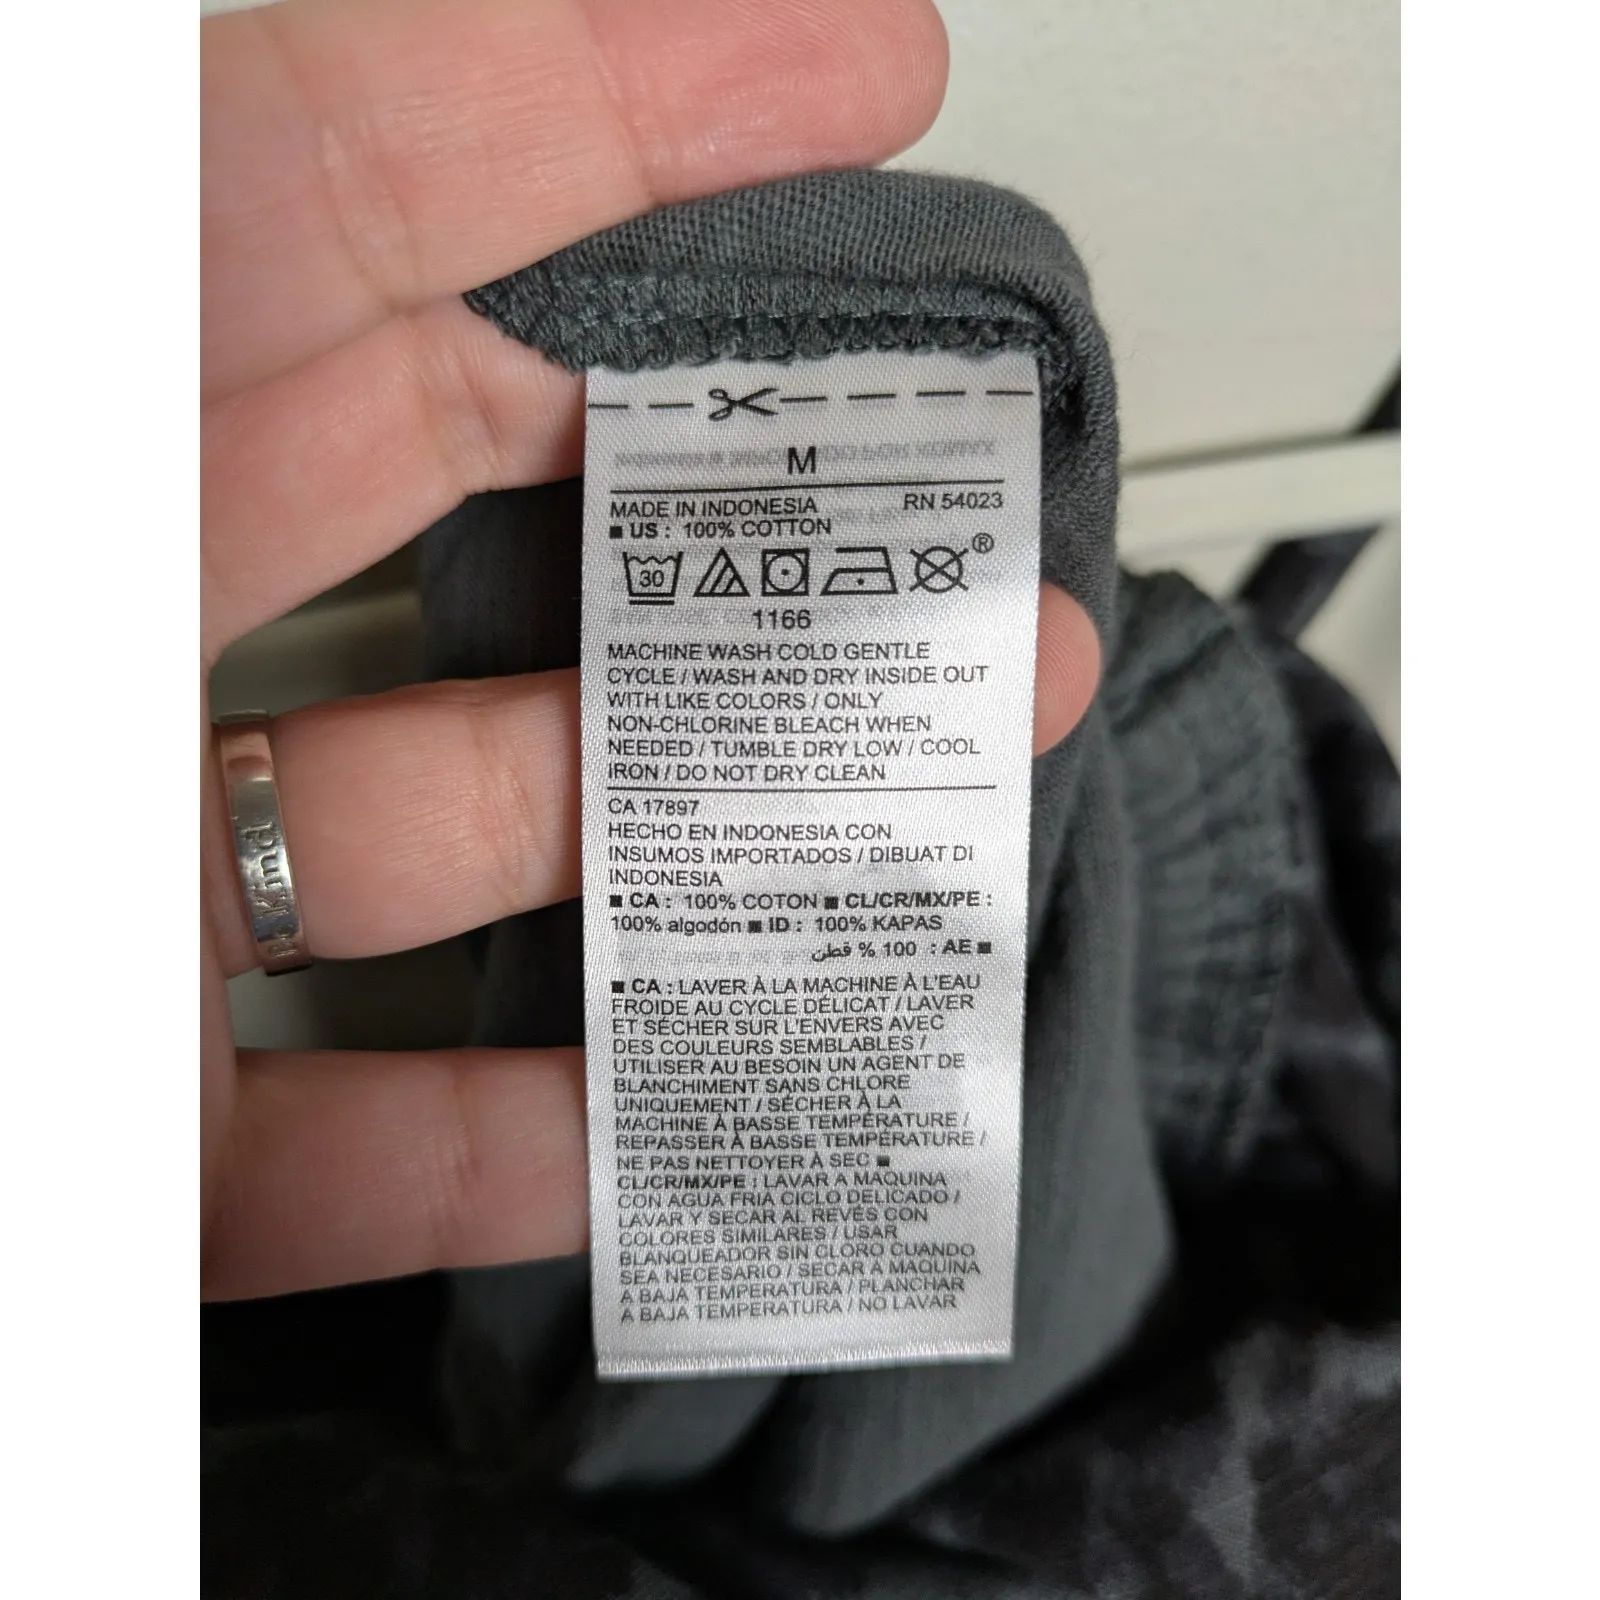 M
MADE IN INDONESIA RN 54023
■ US : 100% COTTON
30 ®
1166
MACHINE WASH COLD GENTLE
CYCLE / WASH AND DRY INSIDE OUT
WITH LIKE COLORS / ONLY
NON-CHLORINE BLEACH WHEN
NEEDED / TUMBLE DRY LOW / COOL
IRON / DO NOT DRY CLEAN
CA 17897
HECHO EN INDONESIA CON
INSUMOS IMPORTADOS / DIBUAT DI
INDONESIA
■ CA : 100% COTON ■ CL/CR/MX/PE :
100% algodón ■ ID : 100% KAPAS
■ AE : 100 % قطن
■ CA : LAVER À LA MACHINE À L'EAU
FROIDE AU CYCLE DÉLICAT / LAVER
ET SÉCHER SUR L'ENVERS AVEC
DES COULEURS SEMBLABLES /
UTILISER AU BESOIN UN AGENT DE
BLANCHIMENT SANS CHLORE
UNIQUEMENT / SÉCHER À LA
MACHINE À BASSE TEMPÉRATURE /
REPASSER À BASSE TEMPÉRATURE /
NE PAS NETTOYER À SEC ■
CL/CR/MX/PE : LAVAR A MAQUINA
CON AGUA FRIA CICLO DELICADO /
LAVAR Y SECAR AL REVÉS CON
COLORES SIMILARES / USAR
BLANQUEADOR SIN CLORO CUANDO
SEA NECESARIO / SECAR A MAQUINA
A BAJA TEMPERATURA / PLANCHAR
A BAJA TEMPERATURA / NO LAVAR
Kind